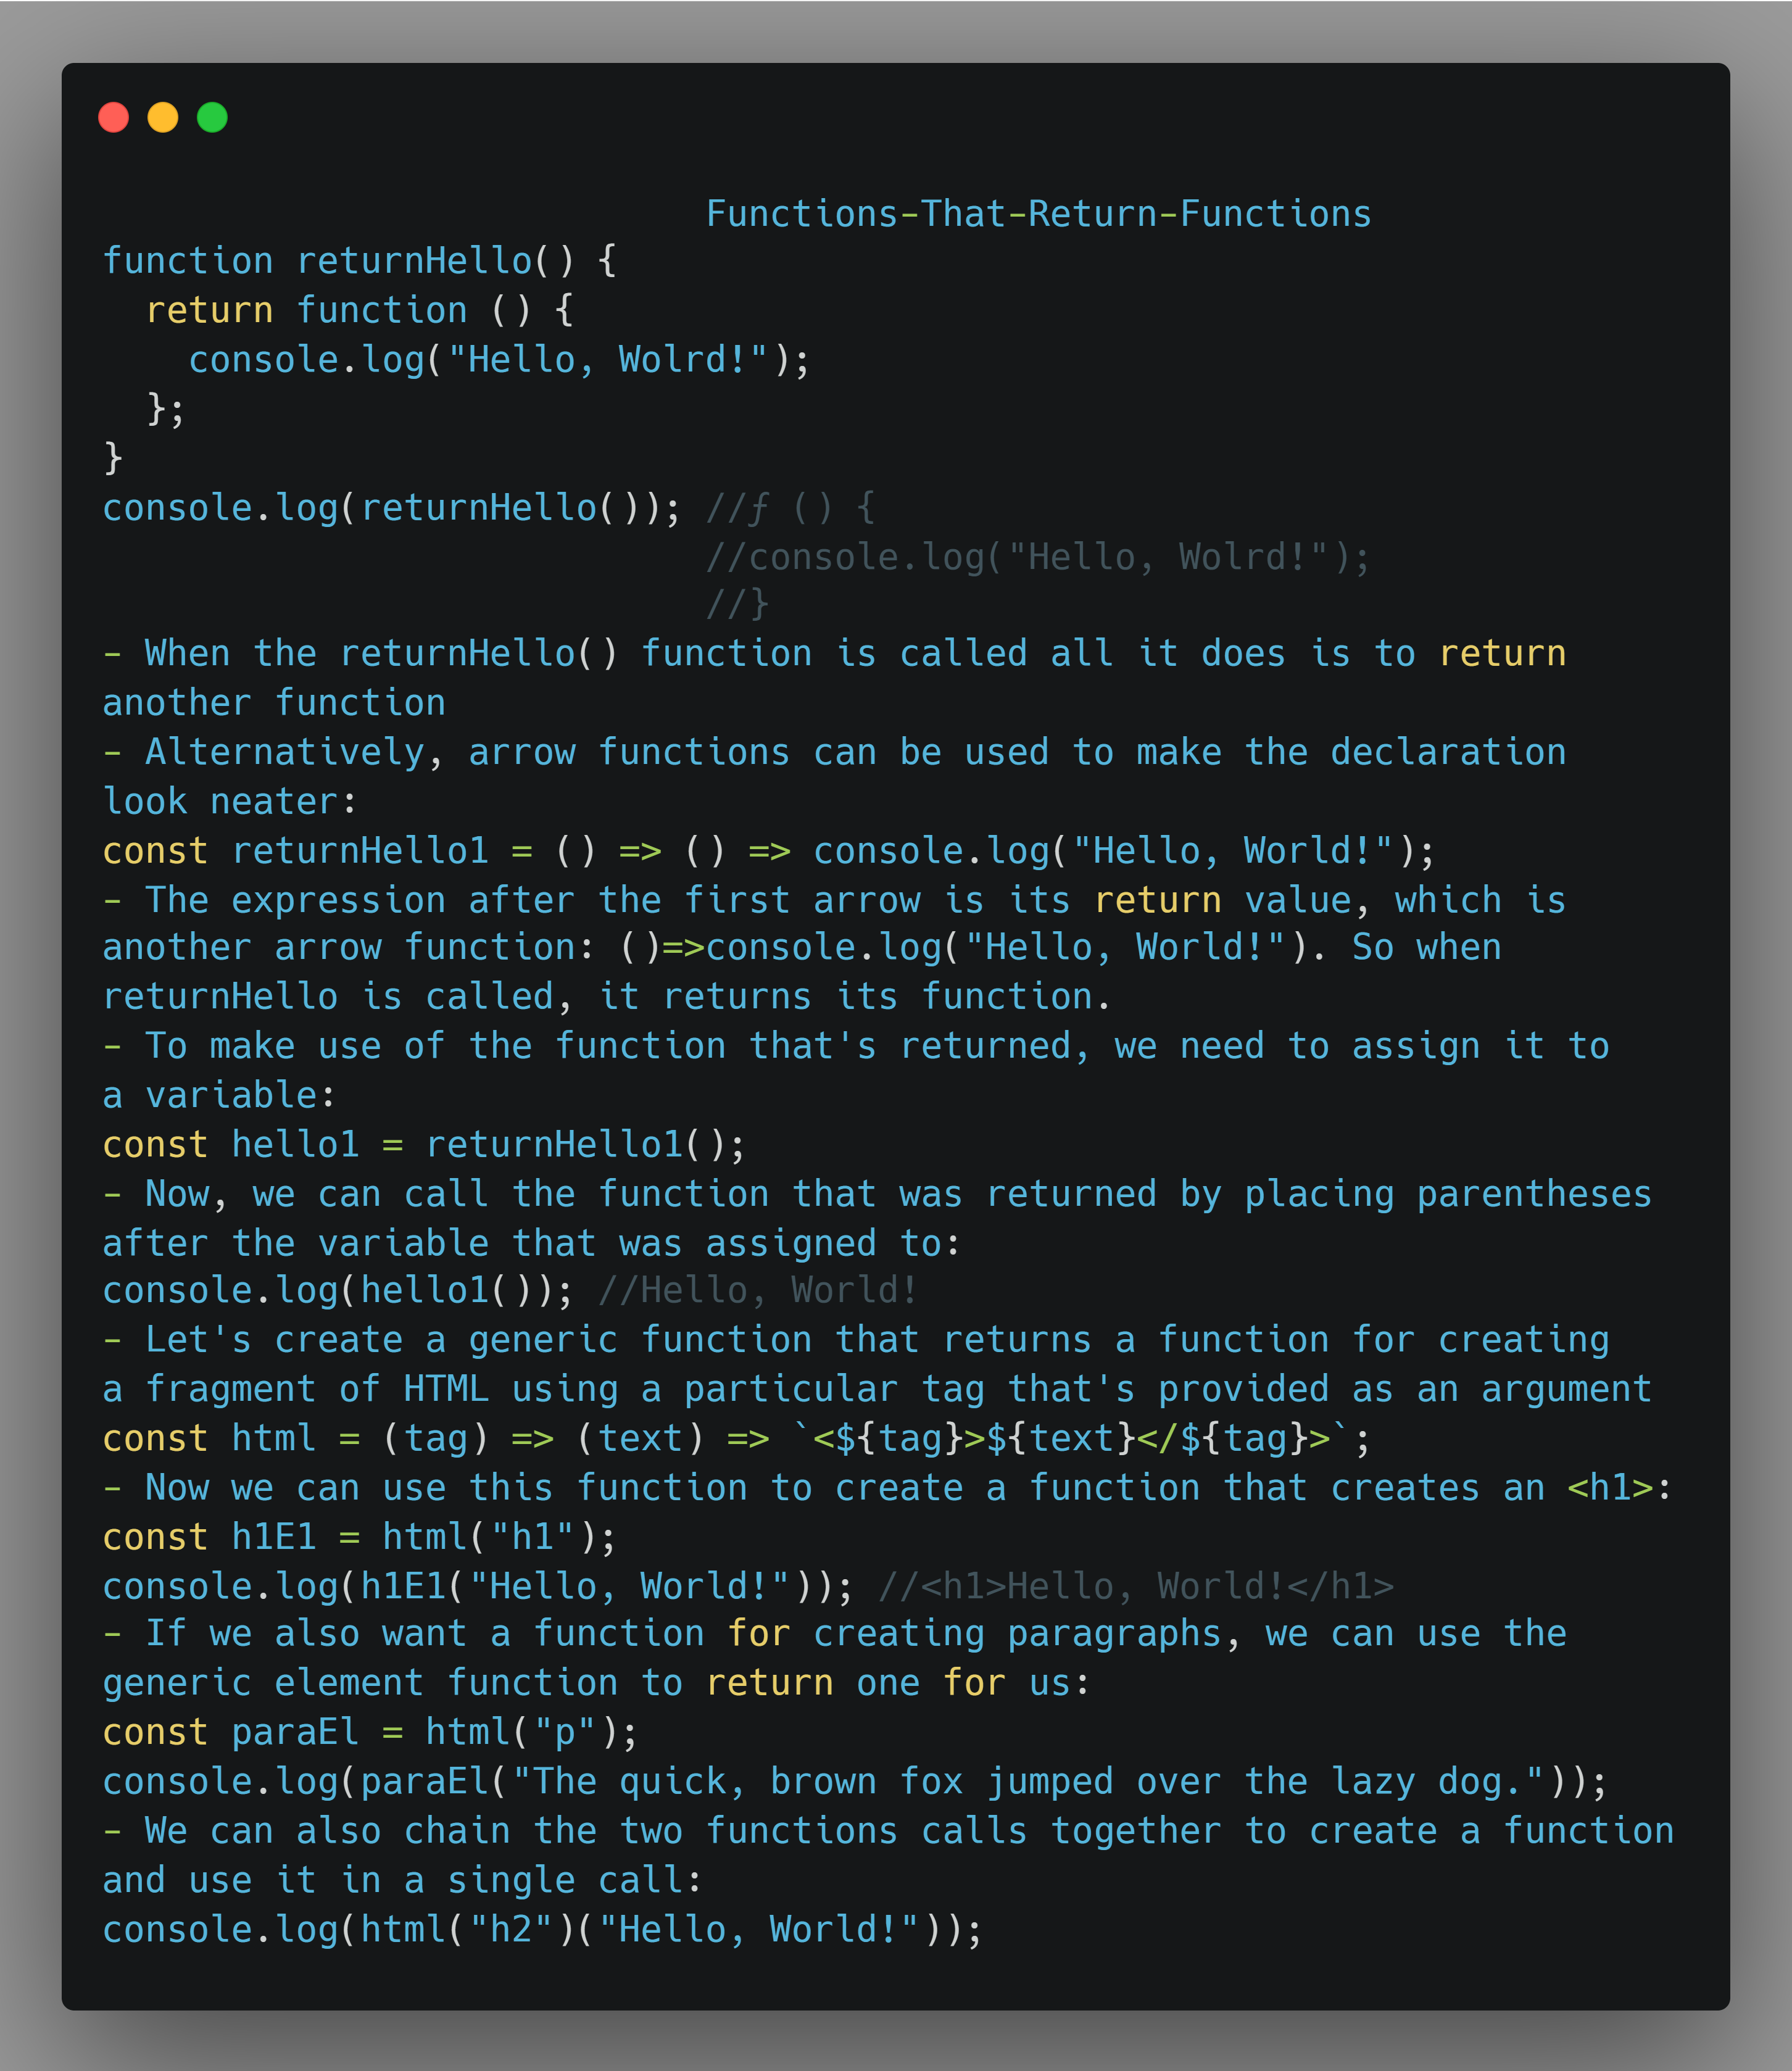 Functions-That-Return-Functions
function returnHello() {
  return function () {
    console.log("Hello, Wolrd!");
  };
}
console.log(returnHello()); //ƒ () {
                            //console.log("Hello, Wolrd!");
                            //}
- When the returnHello() function is called all it does is to return
another function
- Alternatively, arrow functions can be used to make the declaration
look neater:
const returnHello1 = () => () => console.log("Hello, World!");
- The expression after the first arrow is its return value, which is
another arrow function: ()=>console.log("Hello, World!"). So when
returnHello is called, it returns its function.
- To make use of the function that's returned, we need to assign it to
a variable:
const hello1 = returnHello1();
- Now, we can call the function that was returned by placing parentheses
after the variable that was assigned to:
console.log(hello1()); //Hello, World!
- Let's create a generic function that returns a function for creating
a fragment of HTML using a particular tag that's provided as an argument
const html = (tag) => (text) => `<${tag}>${text}</${tag}>`;
- Now we can use this function to create a function that creates an <h1>:
const h1E1 = html("h1");
console.log(h1E1("Hello, World!")); //<h1>Hello, World!</h1>
- If we also want a function for creating paragraphs, we can use the
generic element function to return one for us:
const paraEl = html("p");
console.log(paraEl("The quick, brown fox jumped over the lazy dog."));
- We can also chain the two functions calls together to create a function
and use it in a single call:
console.log(html("h2")("Hello, World!"));